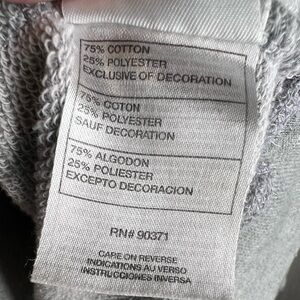 75% COTTON
25% POLYESTER
EXCLUSIVE OF DECORATION
75% COTON
25% POLYESTER
SAUF DECORATION
75% ALGODON
25% POLIESTER
EXCEPTO DECORACION
RN# 90371
CARE ON REVERSE
INDICATIONS AU VERSO
INSTRUCCIONES INVERSA